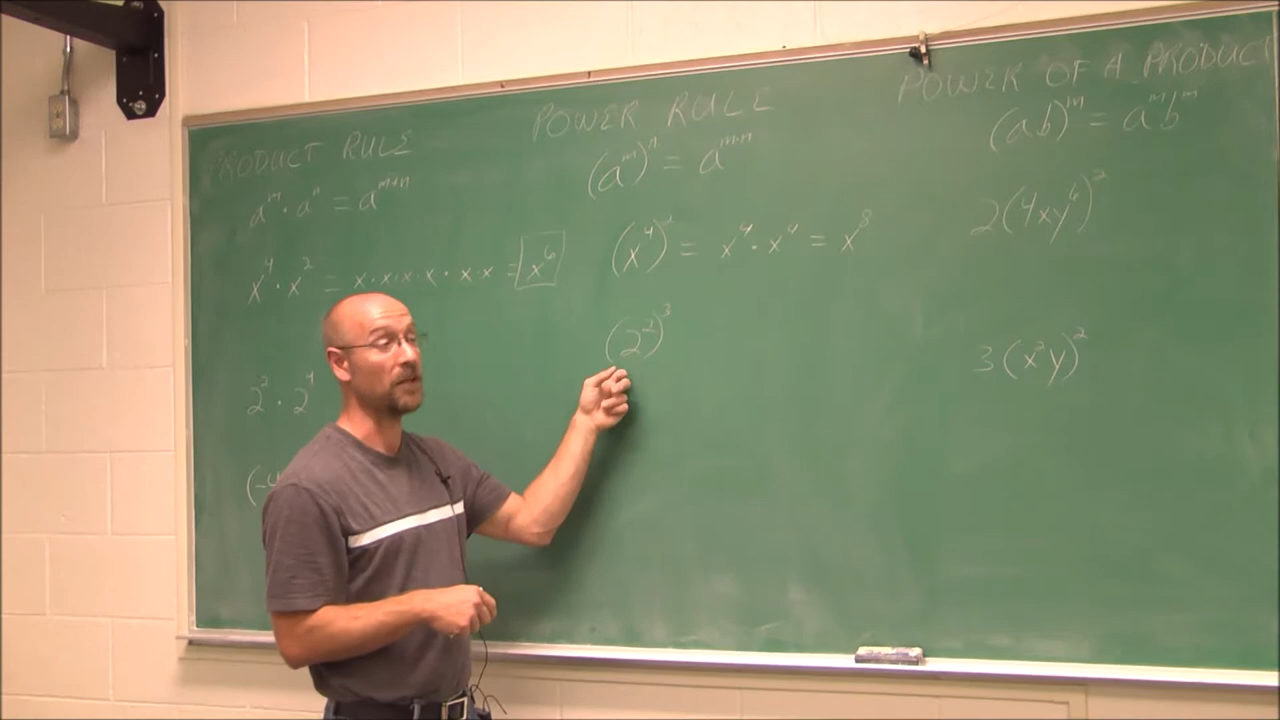 PRODUCT RULE
a^m · a^n = a^{m+n}
x^4 · x^2 = x·x·x·x · x·x = x^6
2^2 · 2^4
(-4
POWER RULE
(a^m)^n = a^{m·n}
(x^4)^2 = x^4 · x^4 = x^8
(2^2)^3
POWER OF A PRODUCT
(ab)^m = a^m b^m
2(4xy^6)^2
3(x^2y)^2